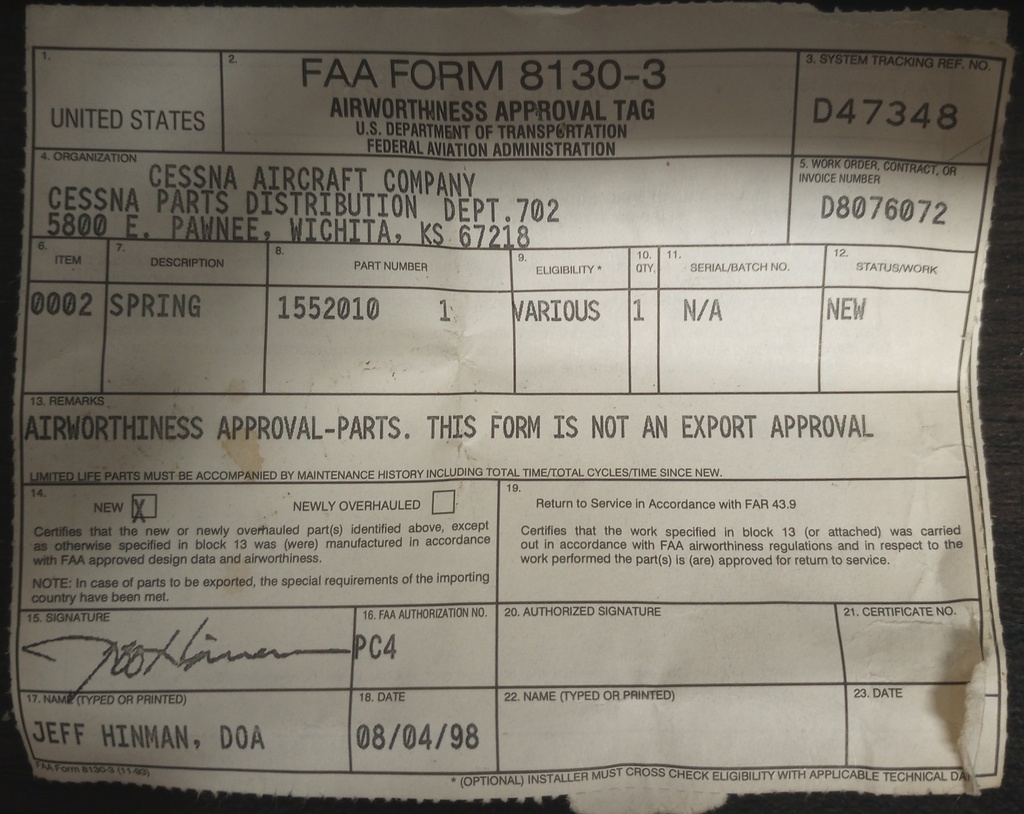 1.
UNITED STATES
2.
FAA FORM 8130-3
AIRWORTHNESS APPROVAL TAG
U.S. DEPARTMENT OF TRANSPORTATION
FEDERAL AVIATION ADMINISTRATION
3. SYSTEM TRACKING REF. NO.
D47348
4. ORGANIZATION
CESSNA AIRCRAFT COMPANY
CESSNA PARTS DISTRIBUTION DEPT.702
5800 E. PAWNEE, WICHITA, KS 67218
5. WORK ORDER, CONTRACT, OR
INVOICE NUMBER
D8076072
6. ITEM
7. DESCRIPTION
8. PART NUMBER
9. ELIGIBILITY *
10. QTY.
11. SERIAL/BATCH NO.
12. STATUS/WORK
0002 SPRING 1552010 1 VARIOUS 1 N/A NEW
13. REMARKS
AIRWORTHINESS APPROVAL-PARTS. THIS FORM IS NOT AN EXPORT APPROVAL
LIMITED LIFE PARTS MUST BE ACCOMPANIED BY MAINTENANCE HISTORY INCLUDING TOTAL TIME/TOTAL CYCLES/TIME SINCE NEW.
14.
NEW X NEWLY OVERHAULED
Certifies that the new or newly overhauled part(s) identified above, except
as otherwise specified in block 13 was (were) manufactured in accordance
with FAA approved design data and airworthiness.
NOTE: In case of parts to be exported, the special requirements of the importing
country have been met.
19.
Return to Service in Accordance with FAR 43.9
Certifies that the work specified in block 13 (or attached) was carried
out in accordance with FAA airworthiness regulations and in respect to the
work performed the part(s) is (are) approved for return to service.
15. SIGNATURE
Jeff Hinman
16. FAA AUTHORIZATION NO.
PC4
20. AUTHORIZED SIGNATURE
21. CERTIFICATE NO.
17. NAME (TYPED OR PRINTED)
JEFF HINMAN, DOA
18. DATE
08/04/98
22. NAME (TYPED OR PRINTED)
23. DATE
FAA Form 8130-3 (11-93)
* (OPTIONAL) INSTALLER MUST CROSS CHECK ELIGIBILITY WITH APPLICABLE TECHNICAL DA